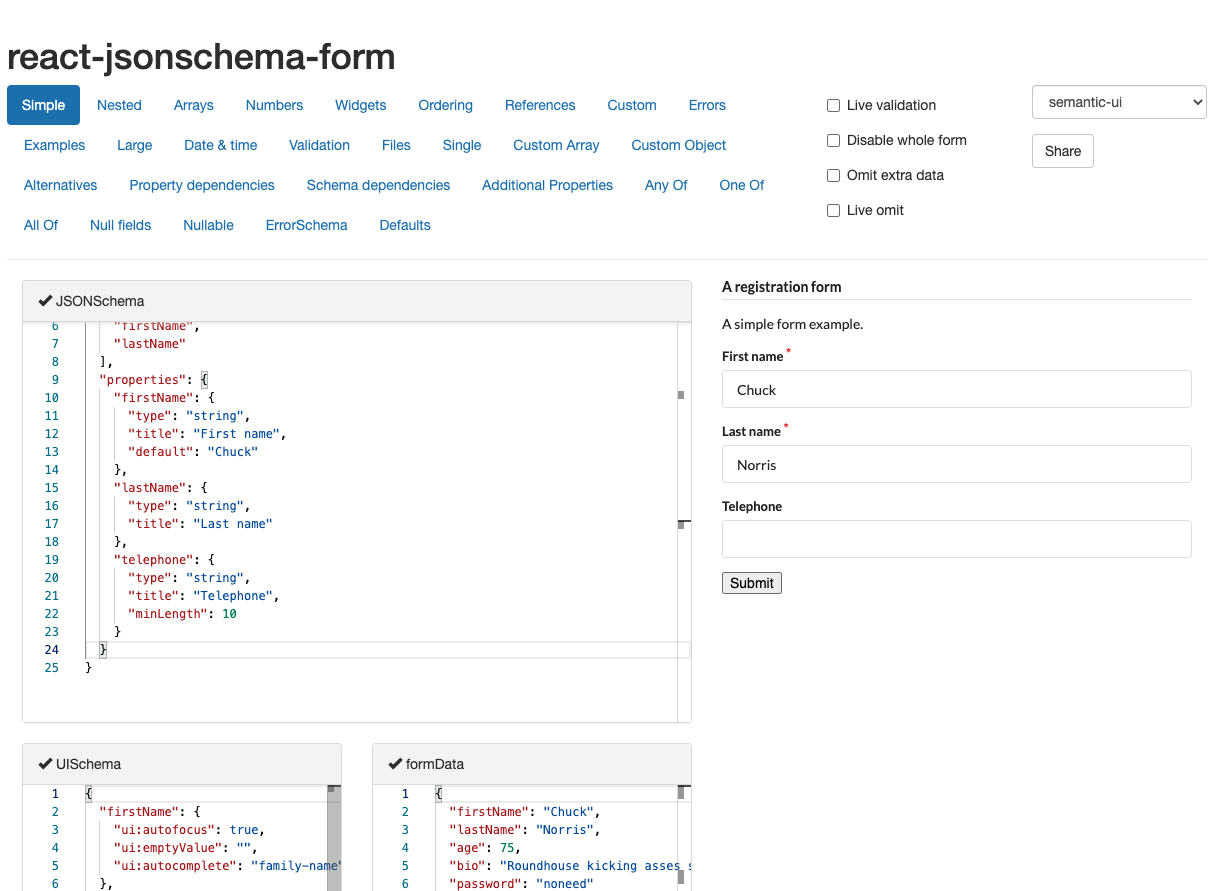 react-jsonschema-form
Simple Nested Arrays Numbers Widgets Ordering References Custom Errors
Examples Large Date & time Validation Files Single Custom Array Custom Object
Alternatives Property dependencies Schema dependencies Additional Properties Any Of One Of
All Of Null fields Nullable ErrorSchema Defaults
Live validation
Disable whole form
Omit extra data
Live omit
semantic-ui
Share
JSONSchema
6 "firstName",
7 "lastName"
8 ],
9 "properties": {
10 "firstName": {
11 "type": "string",
12 "title": "First name",
13 "default": "Chuck"
14 },
15 "lastName": {
16 "type": "string",
17 "title": "Last name"
18 },
19 "telephone": {
20 "type": "string",
21 "title": "Telephone",
22 "minLength": 10
23 }
24 }
25 }
A registration form
A simple form example.
First name *
Chuck
Last name *
Norris
Telephone
Submit
UISchema
1 {
2 "firstName": {
3 "ui:autofocus": true,
4 "ui:emptyValue": "",
5 "ui:autocomplete": "family-name"
6 },
formData
1 {
2 "firstName": "Chuck",
3 "lastName": "Norris",
4 "age": 75,
5 "bio": "Roundhouse kicking asses s
6 "password": "noneed"